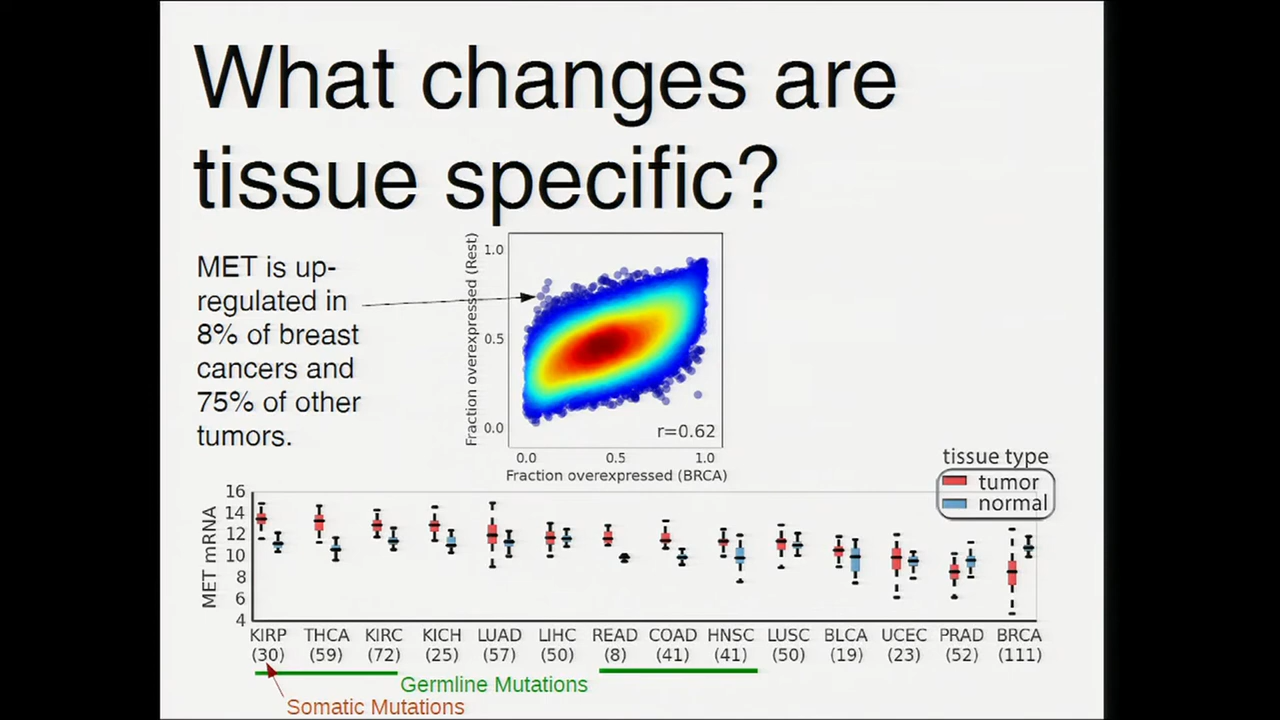 What changes are
tissue specific?
MET is up-
regulated in
8% of breast
cancers and
75% of other
tumors.
Fraction overexpressed (Rest)
1.0
0.5
0.0
r=0.62
0.0 0.5 1.0
Fraction overexpressed (BRCA)
tissue type
tumor
normal
MET mRNA
16
14
12
10
8
6
4
KIRP THCA KIRC KICH LUAD LIHC READ COAD HNSC LUSC BLCA UCEC PRAD BRCA
(30) (59) (72) (25) (57) (50) (8) (41) (41) (50) (19) (23) (52) (111)
Germline Mutations
Somatic Mutations